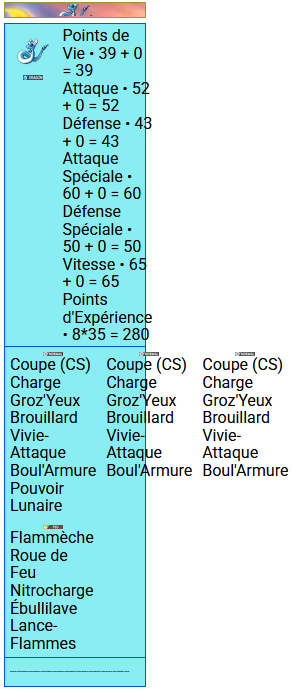 DRAGON
Points de
Vie • 39 + 0
= 39
Attaque • 52
+ 0 = 52
Défense • 43
+ 0 = 43
Attaque
Spéciale •
60 + 0 = 60
Défense
Spéciale •
50 + 0 = 50
Vitesse • 65
+ 0 = 65
Points
d'Expérience
• 8*35 = 280
NORMAL
Coupe (CS)
Charge
Groz'Yeux
Brouillard
Vivie-
Attaque
Boul'Armure
Pouvoir
Lunaire
FEU
Flammèche
Roue de
Feu
Nitrocharge
Ébullilave
Lance-
Flammes
NORMAL
Coupe (CS)
Charge
Groz'Yeux
Brouillard
Vivie-
Attaque
Boul'Armure
NORMAL
Coupe (CS)
Charge
Groz'Yeux
Brouillard
Vivie-
Attaque
Boul'Armure